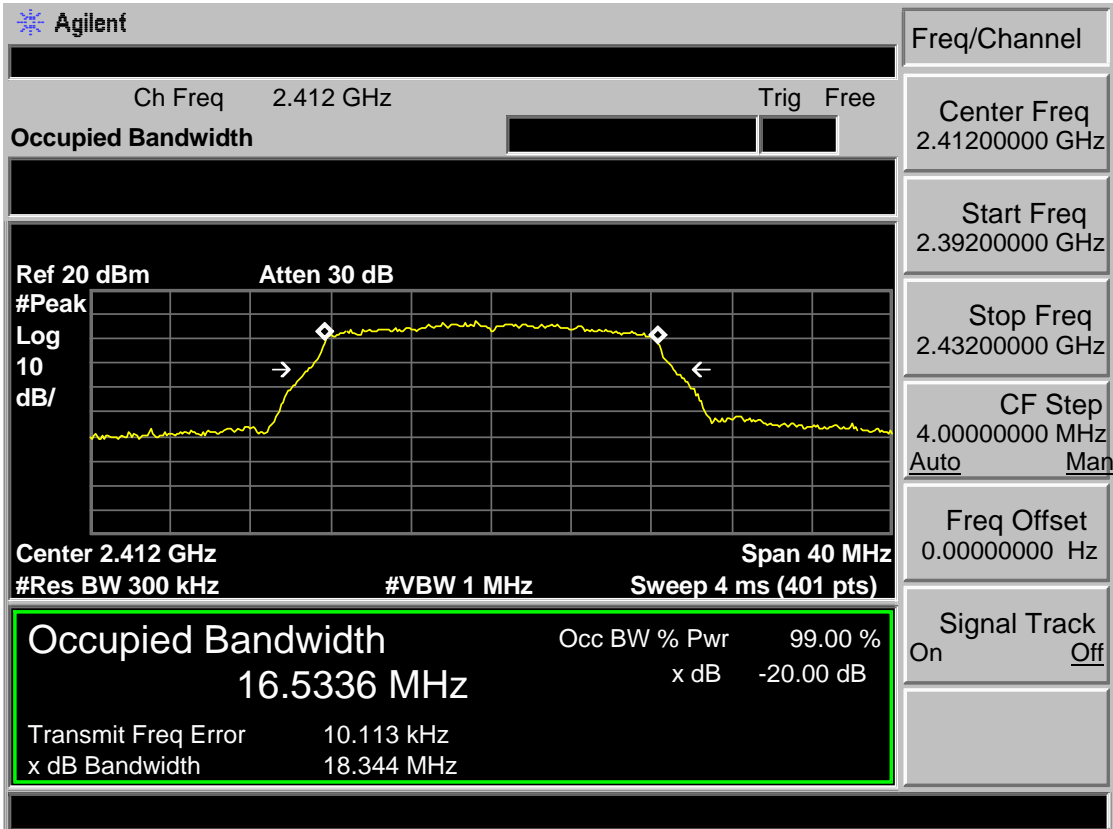 Agilent
Freq/Channel
Ch Freq 2.412 GHz Trig Free
Occupied Bandwidth
Center Freq
2.41200000 GHz
Start Freq
2.39200000 GHz
Stop Freq
2.43200000 GHz
CF Step
4.00000000 MHz
Auto Man
Freq Offset
0.00000000 Hz
Signal Track
On Off
Ref 20 dBm Atten 30 dB
#Peak
Log
10
dB/
Center 2.412 GHz Span 40 MHz
#Res BW 300 kHz #VBW 1 MHz Sweep 4 ms (401 pts)
Occupied Bandwidth
16.5336 MHz
Occ BW % Pwr 99.00 %
x dB -20.00 dB
Transmit Freq Error 10.113 kHz
x dB Bandwidth 18.344 MHz